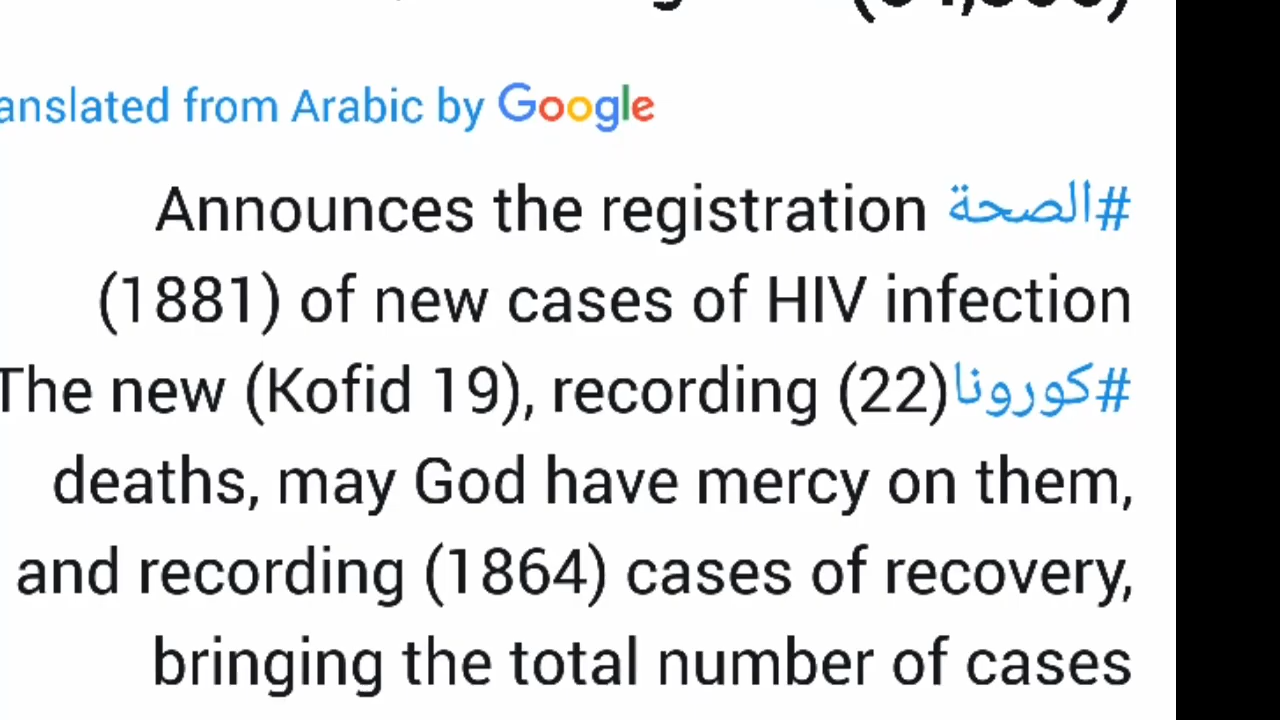 anslated from Arabic by Google
Announces the registration #الصحة
(1881) of new cases of HIV infection
The new (Kofid 19), recording (22)#كورونا
deaths, may God have mercy on them,
and recording (1864) cases of recovery,
bringing the total number of cases